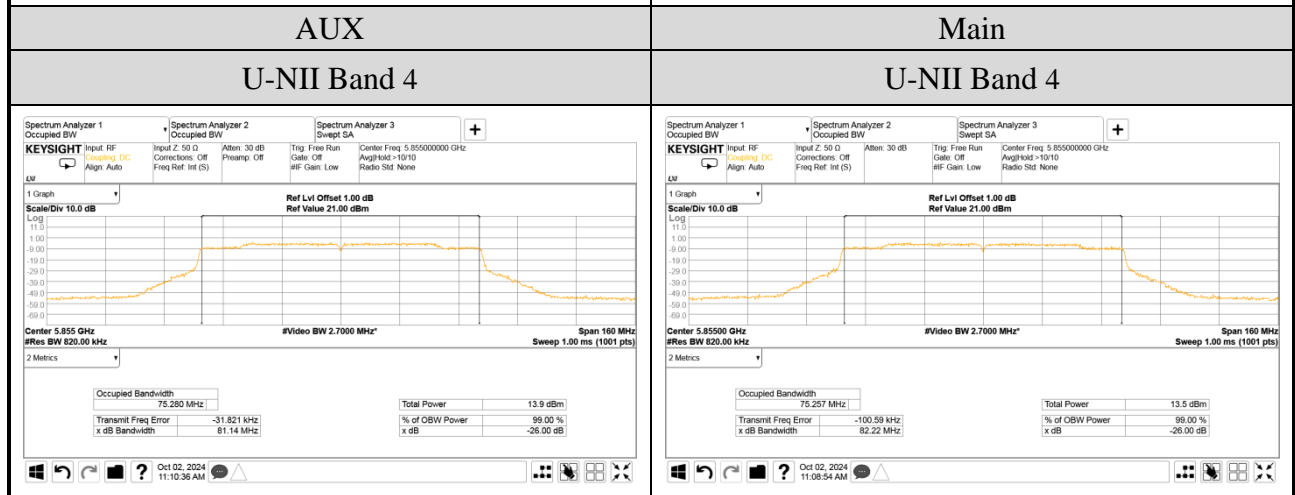 AUX
Main
U-NII Band 4
U-NII Band 4
Spectrum Analyzer 1
Occupied BW
Spectrum Analyzer 2
Occupied BW
Spectrum Analyzer 3
Swept SA
+
KEYSIGHT
Input: RF
Coupling: DC
Align: Auto
Input Z: 50 Ω
Corrections: Off
Freq Ref: Int (S)
Atten: 30 dB
Preamp: Off
Trig: Free Run
Gate: Off
#IF Gain: Low
Center Freq: 5.855000000 GHz
Avg|Hold:>10/10
Radio Std: None
LXI
1 Graph
Scale/Div 10.0 dB
Ref Lvl Offset 1.00 dB
Ref Value 21.00 dBm
Log
11.0
1.00
-9.00
-19.0
-29.0
-39.0
-49.0
-59.0
-69.0
Center 5.855 GHz
#Res BW 820.00 kHz
#Video BW 2.7000 MHz*
Span 160 MHz
Sweep 1.00 ms (1001 pts)
2 Metrics
Occupied Bandwidth
75.280 MHz
Transmit Freq Error -31.821 kHz
x dB Bandwidth 81.14 MHz
Total Power 13.9 dBm
% of OBW Power 99.00 %
x dB -26.00 dB
?
Oct 02, 2024
11:10:36 AM
Spectrum Analyzer 1
Occupied BW
Spectrum Analyzer 2
Occupied BW
Spectrum Analyzer 3
Swept SA
+
KEYSIGHT
Input: RF
Coupling: DC
Align: Auto
Input Z: 50 Ω
Corrections: Off
Freq Ref: Int (S)
Atten: 30 dB
Trig: Free Run
Gate: Off
#IF Gain: Low
Center Freq: 5.855000000 GHz
Avg|Hold:>10/10
Radio Std: None
LXI
1 Graph
Scale/Div 10.0 dB
Ref Lvl Offset 1.00 dB
Ref Value 21.00 dBm
Log
11.0
1.00
-9.00
-19.0
-29.0
-39.0
-49.0
-59.0
-69.0
Center 5.85500 GHz
#Res BW 820.00 kHz
#Video BW 2.7000 MHz*
Span 160 MHz
Sweep 1.00 ms (1001 pts)
2 Metrics
Occupied Bandwidth
75.257 MHz
Transmit Freq Error -100.59 kHz
x dB Bandwidth 82.22 MHz
Total Power 13.5 dBm
% of OBW Power 99.00 %
x dB -26.00 dB
?
Oct 02, 2024
11:08:54 AM